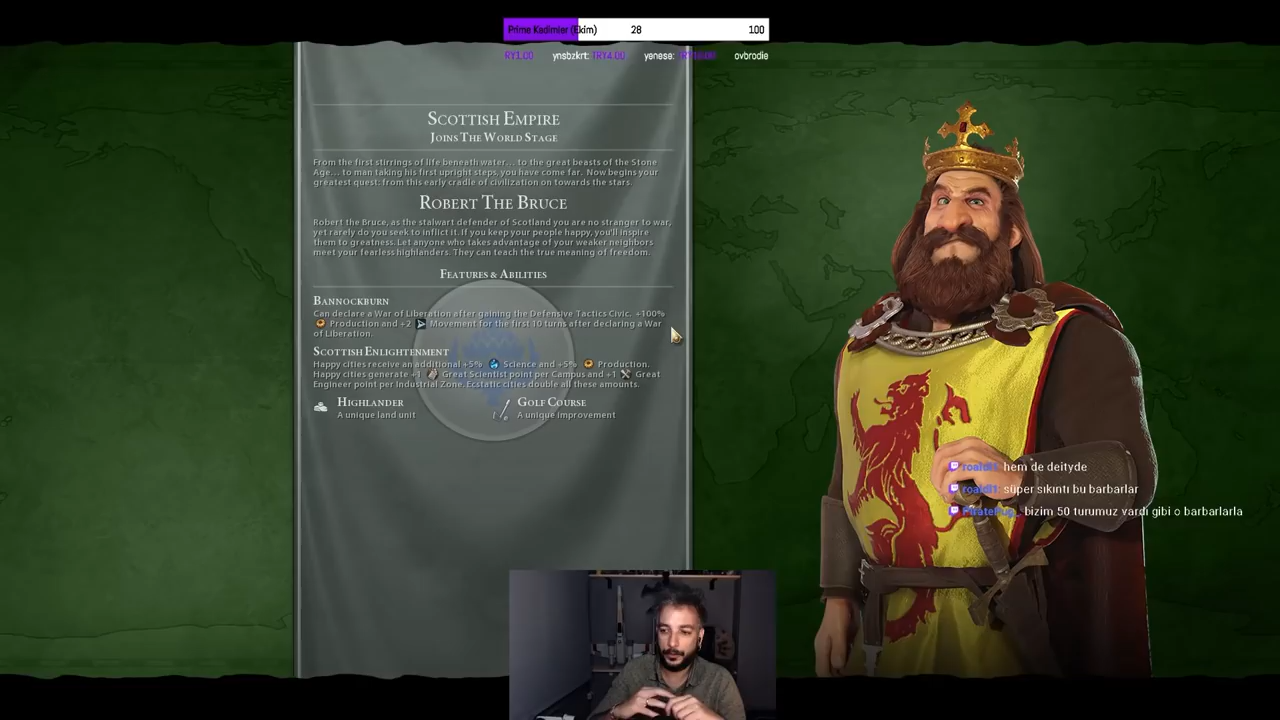 Prime Kadimler (Ekim) 28 100
RY1.00 ynsbzkrt: TRY4.00 yenese: ovbrodie
SCOTTISH EMPIRE
JOINS THE WORLD STAGE
From the first stirrings of life beneath water... to the great beasts of the Stone
Age... to man taking his first upright steps, you have come far. Now begins your
greatest quest: from this early cradle of civilization on towards the stars.
ROBERT THE BRUCE
Robert the Bruce, as the stalwart defender of Scotland you are no stranger to war,
yet rarely do you seek to inflict it. If you keep your people happy, you'll inspire
them to greatness. Let anyone who takes advantage of your weaker neighbors
meet your fearless highlanders. They can teach the true meaning of freedom.
FEATURES & ABILITIES
BANNOCKBURN
Can declare a War of Liberation after gaining the Defensive Tactics Civic. +100%
Production and +2 Movement for the first 10 turns after declaring a War
of Liberation.
SCOTTISH ENLIGHTENMENT
Happy cities receive an additional +5% Science and +5% Production.
Happy cities generate +1 Great Scientist point per Campus and +1 Great
Engineer point per Industrial Zone. Ecstatic cities double all these amounts.
HIGHLANDER
A unique land unit
GOLF COURSE
A unique improvement
hem de deityde
süper sıkıntı bu barbarlar
bizim 50 turumuz vardı gibi o barbarlarla